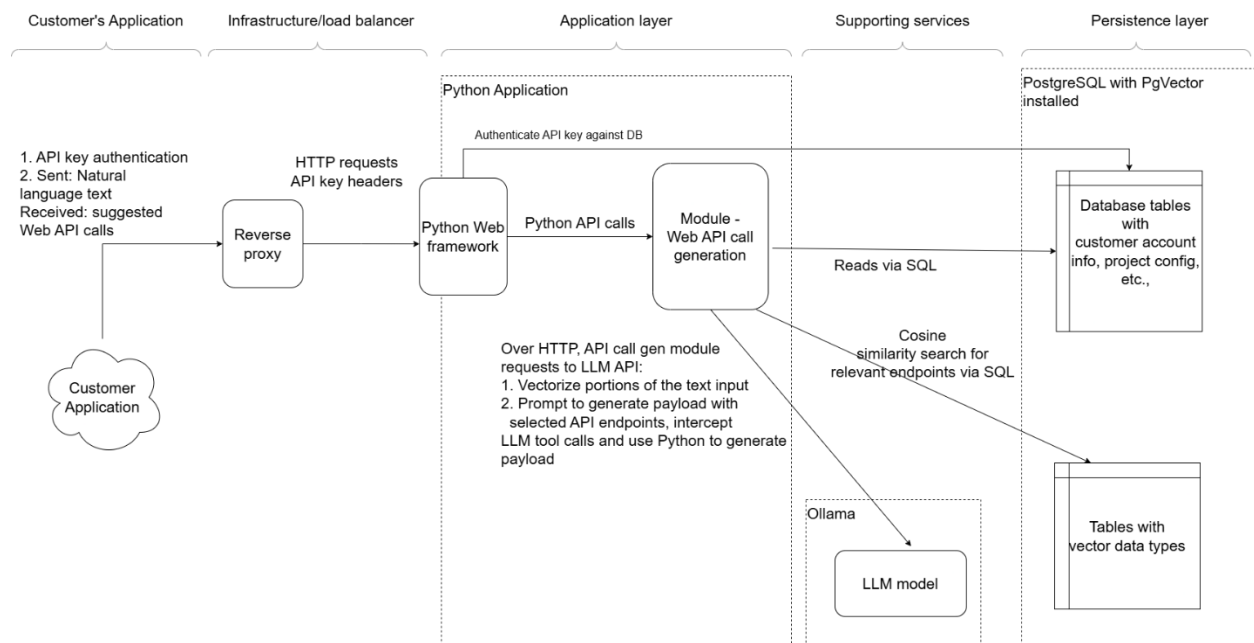 Customer's Application
Infrastructure/load balancer
Application layer
Supporting services
Persistence layer
Python Application
PostgreSQL with PgVector
installed
Authenticate API key against DB
1. API key authentication
2. Sent: Natural
language text
Received: suggested
Web API calls
HTTP requests
API key headers
Reverse
proxy
Python Web
framework
Python API calls
Module -
Web API call
generation
Reads via SQL
Database tables
with
customer account
info, project config,
etc.,
Cosine
similarity search for
relevant endpoints via SQL
Over HTTP, API call gen module
requests to LLM API:
1. Vectorize portions of the text input
2. Prompt to generate payload with
selected API endpoints, intercept
LLM tool calls and use Python to generate
payload
Customer
Application
Ollama
LLM model
Tables with
vector data types